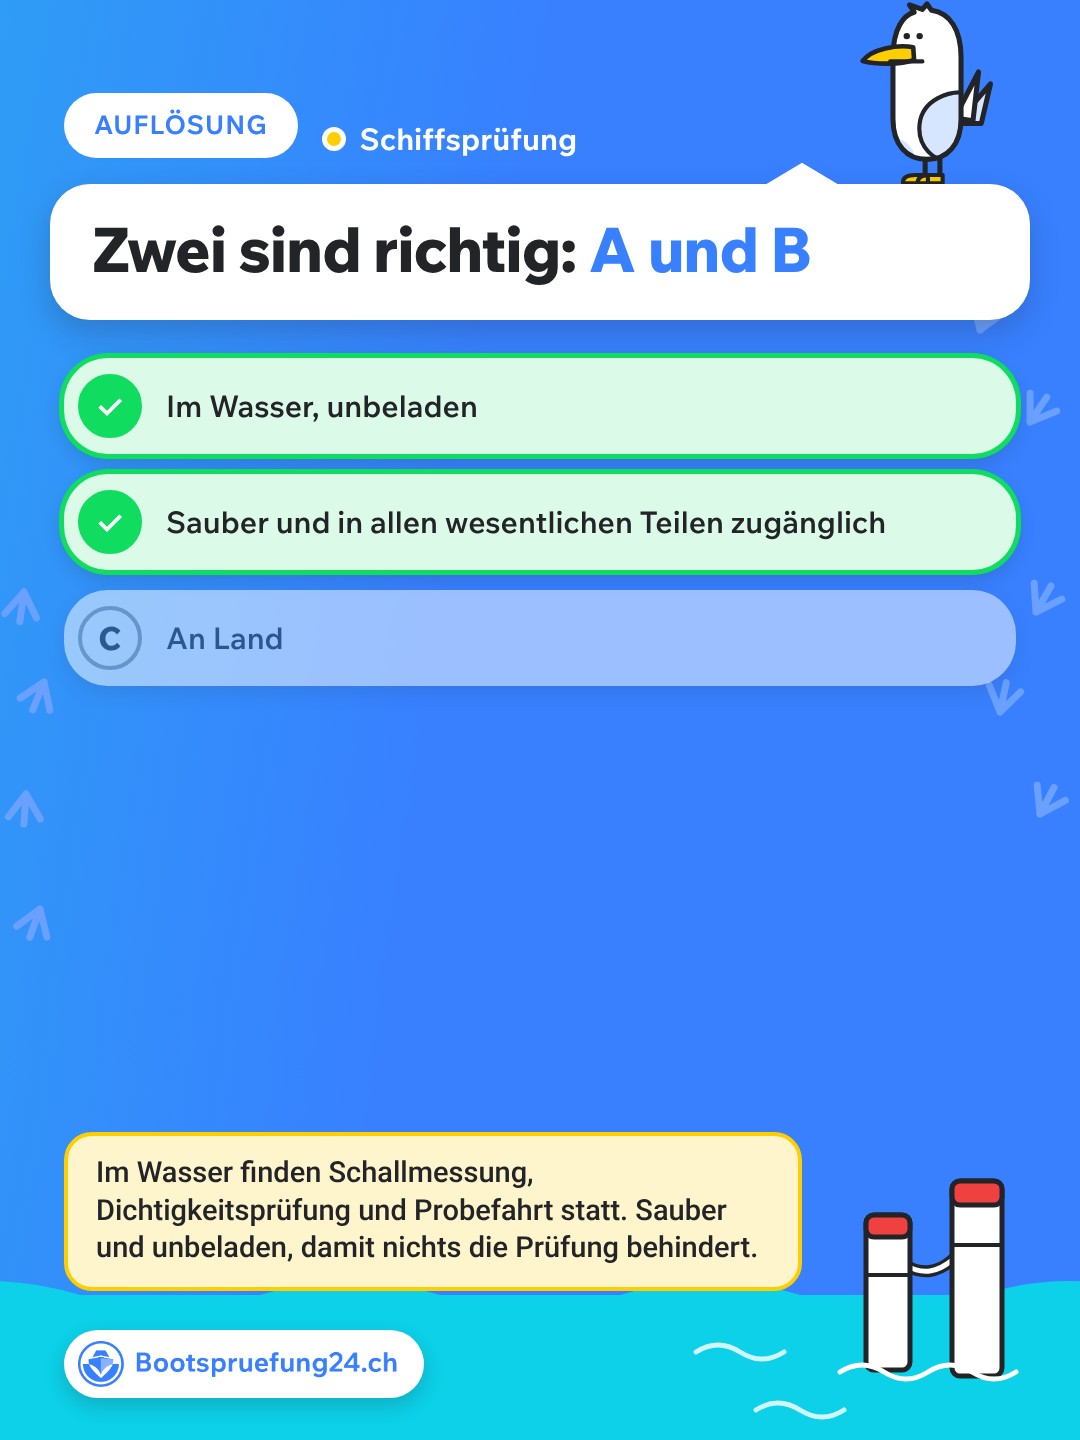 AUFLÖSUNG
Schiffsprüfung
Zwei sind richtig: A und B
Im Wasser, unbeladen
Sauber und in allen wesentlichen Teilen zugänglich
C An Land
Im Wasser finden Schallmessung,
Dichtigkeitsprüfung und Probefahrt statt. Sauber
und unbeladen, damit nichts die Prüfung behindert.
Bootspruefung24.ch